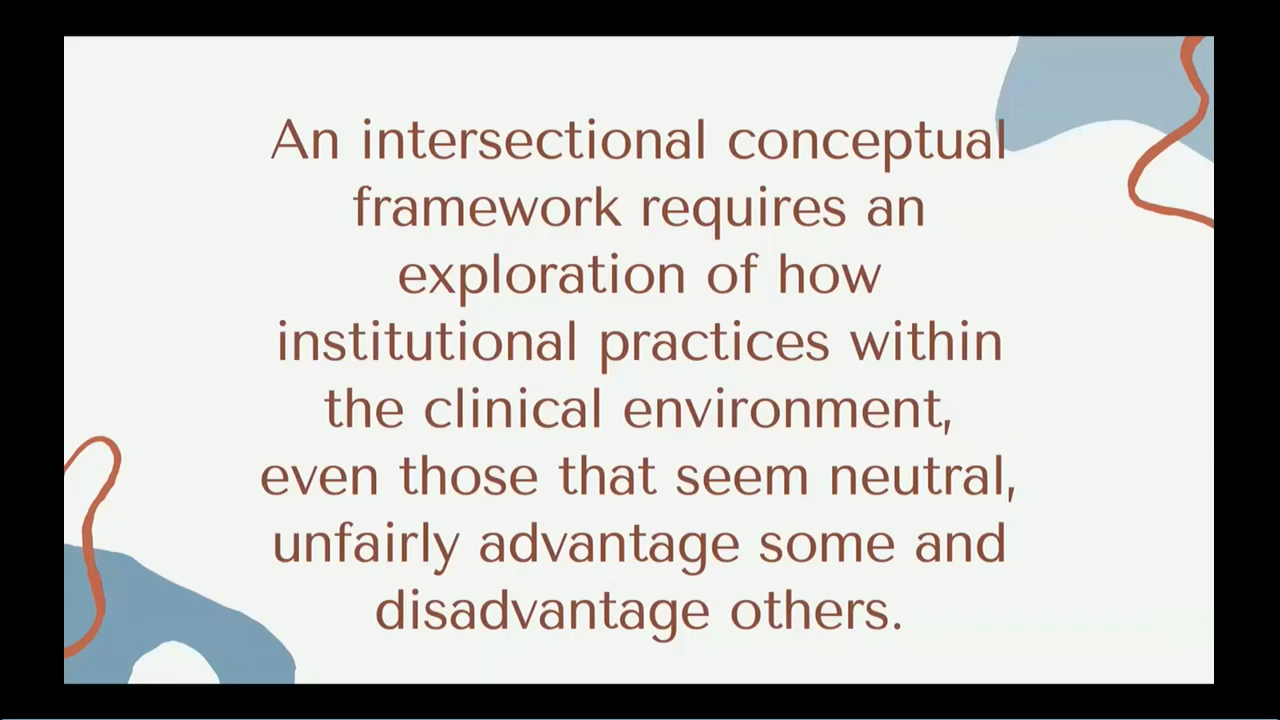 An intersectional conceptual
framework requires an
exploration of how
institutional practices within
the clinical environment,
even those that seem neutral,
unfairly advantage some and
disadvantage others.